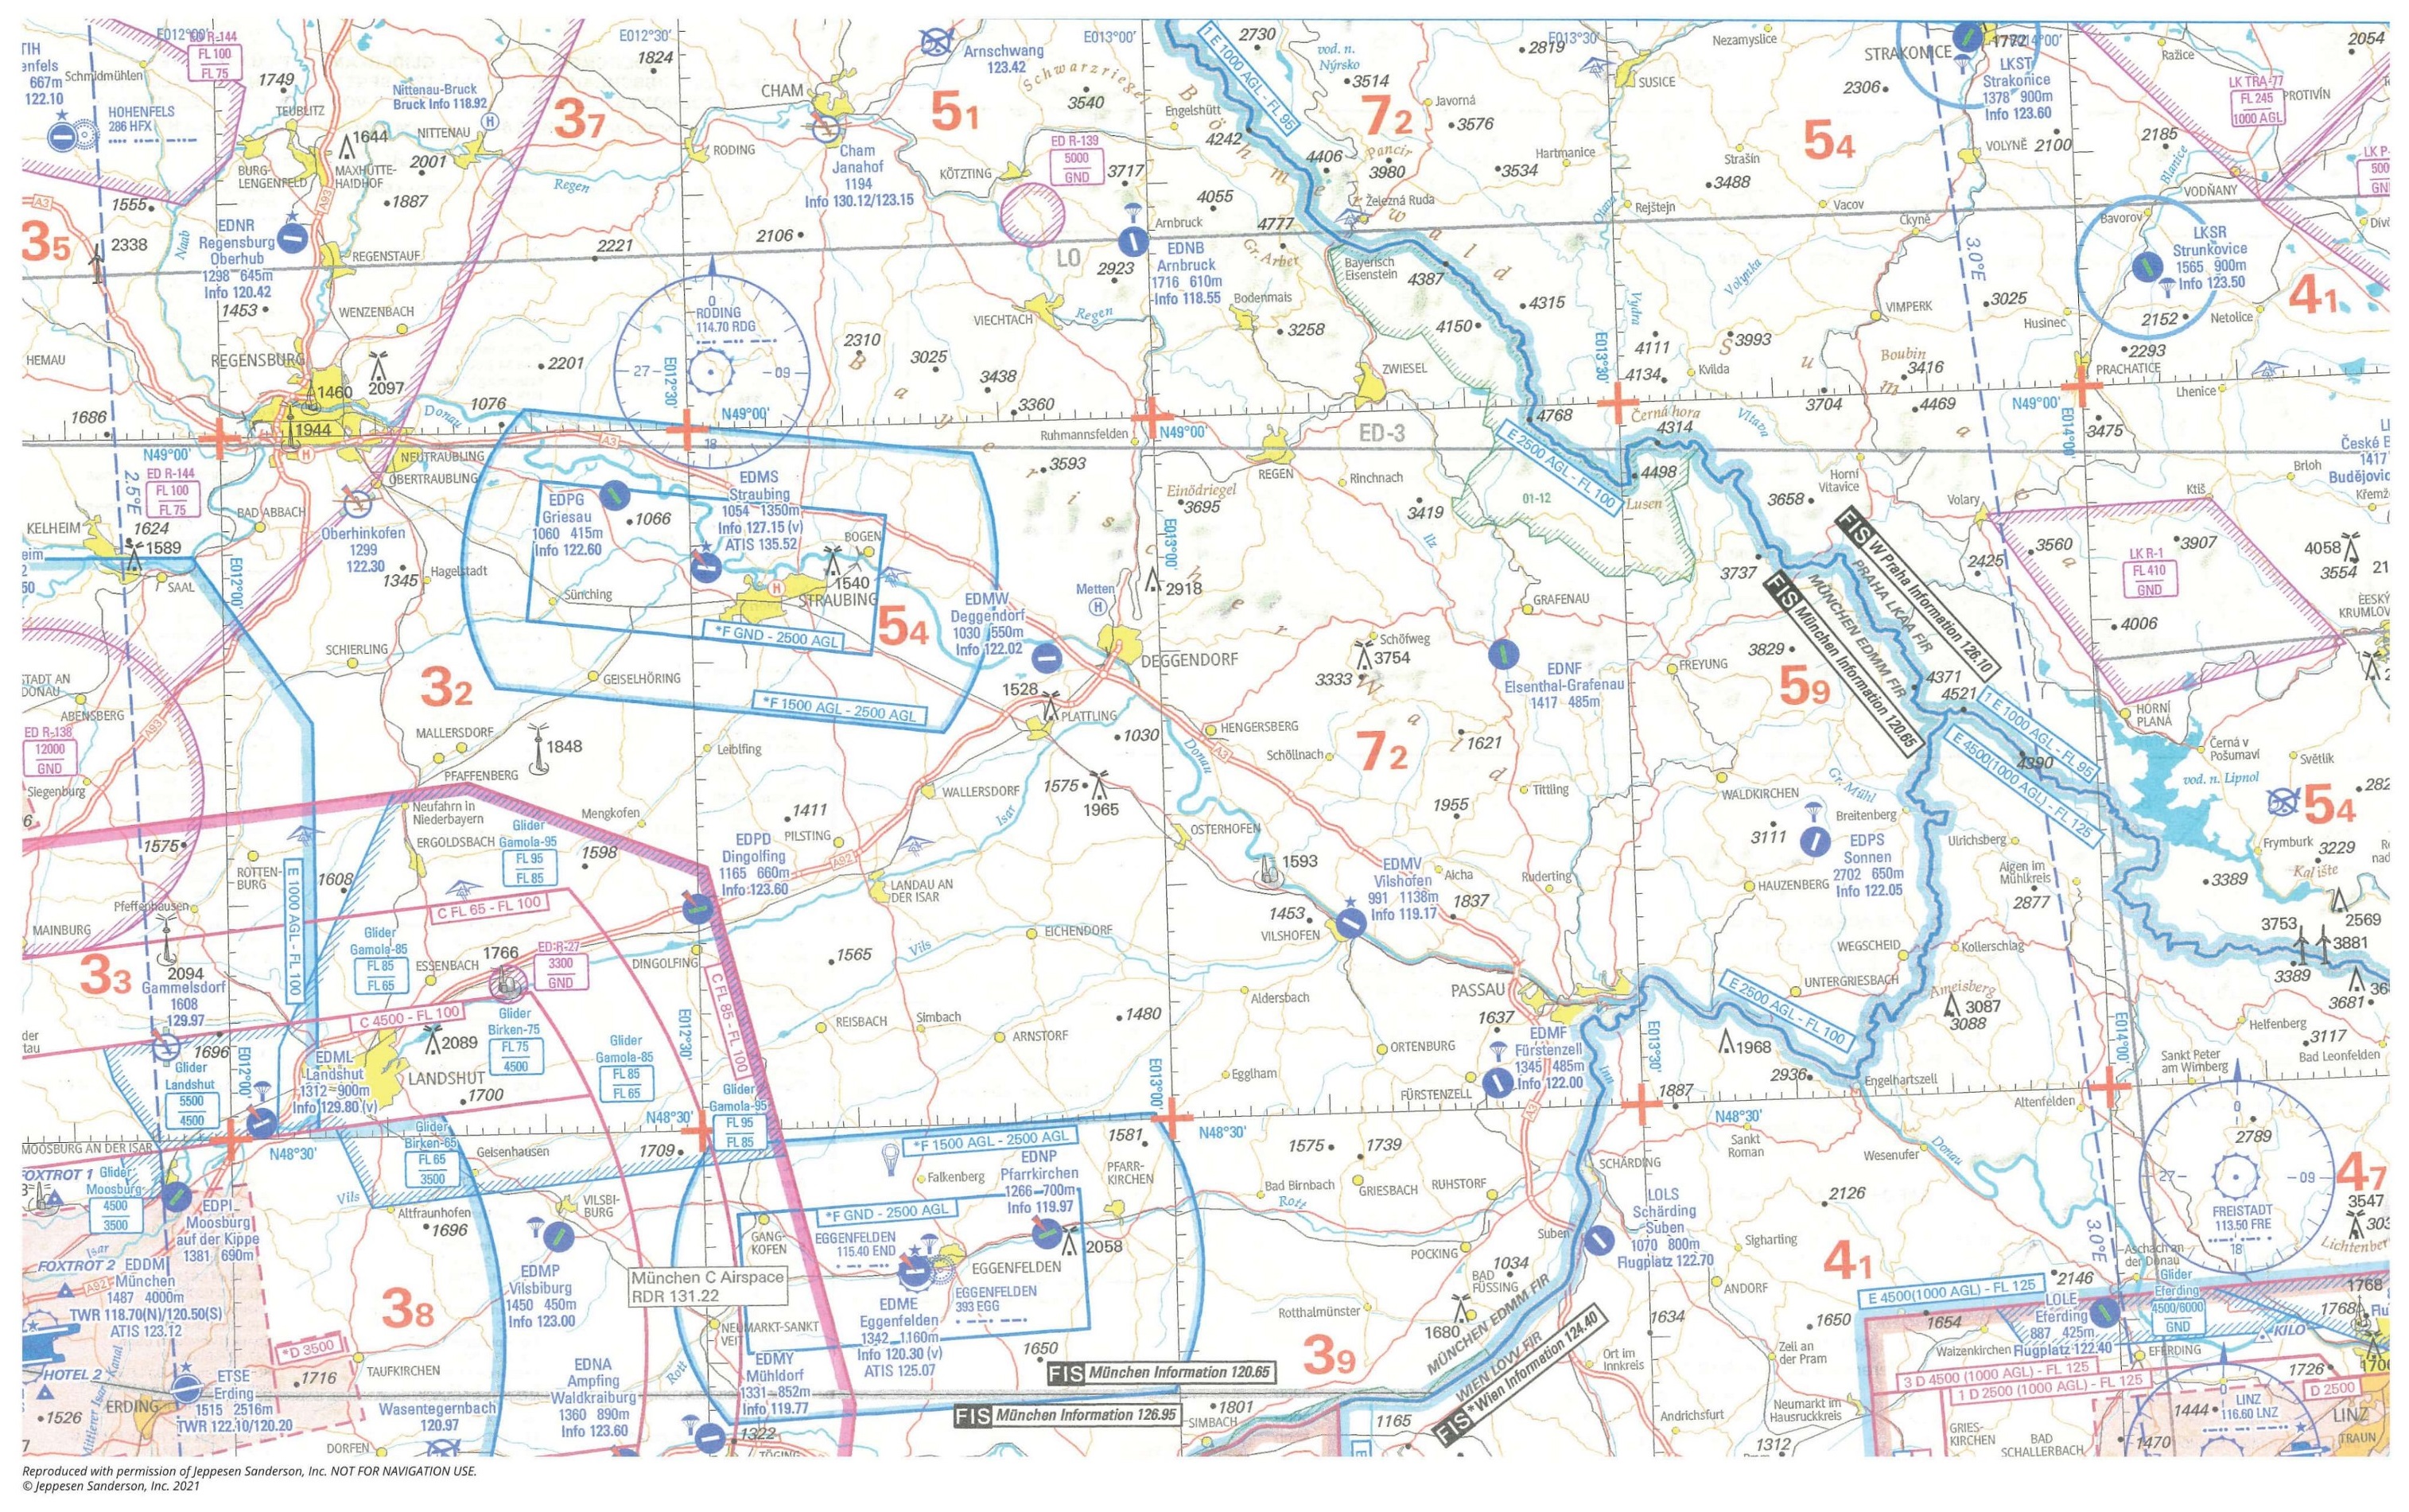 E012°00'
ED R-144
FL 100
FL 75
E012°30'
1824
Arnschwang
123.42
E013°00'
1 E 1000 AGL - FL 95
2730
vod. n.
Nýrsko
2819
E013°30'
Nezamyslice
STRAKONICE
1772
E014°00'
LKST
Strakonice
1378 900m
Info 123.60
Ražice
2054
enfels
667m
122.10
Schmidmühlen
1749
TEUBLITZ
Nittenau-Bruck
Bruck Info 118.92
NITTENAU
CHAM
Schwarzriegel
3540
3514
SUSICE
2306
LK TRA-77
FL 245
1000 AGL
PROTIVÍN
HOHENFELS
286 HFX
1644
2001
37
RODING
Cham
Janahof
1194
Info 130.12/123.15
51
ED R-139
5000
GND
KÖTZTING
3717
Engelshütt
4242
72
Javorná
3576
Pancir
3980
4406
3534
Hartmanice
Strašín
3488
54
VOLYNĚ
2100
2185
Blanice
VODŇANY
BURG-
LENGENFELD
MAXHÜTTE-
HAIDHOF
A93
Regen
1555
1887
A3
35
2338
Naab
EDNR
Regensburg
Oberhub
1298 645m
Info 120.42
REGENSTAUF
2221
2106
LO
2923
Arnbruck
EDNB
Arnbruck
1716 610m
Info 118.55
4055
4777
Gr. Arber
Železná Ruda
Bayerisch
Eisenstein
4387
4315
Rejštejn
Vacov
Čkyně
3.0°E
Bavorov
LKSR
Strunkovice
1565 900m
Info 123.50
2152
Netolice
41
1453
WENZENBACH
RODING
114.70 RDG
0
27
09
18
VIECHTACH
Regen
Bodenmais
3258
4150
Vydra
Volyňka
VIMPERK
3025
Husinec
HEMAU
REGENSBURG
1460
2097
2201
2310
3025
3438
3360
ZWIESEL
E013°30'
4111
4134
3993
Kvilda
Boubin
3416
2293
PRACHATICE
Lhenice
1686
1944
Donau
1076
N49°00'
E012°30'
A3
Ruhmannsfelden
N49°00'
ED-3
4768
Černá hora
4314
Vltava
3704
4469
N49°00'
E014°00'
3475
N49°00'
2.5°E
ED R-144
FL 100
FL 75
NEUTRAUBLING
OBERTRAUBLING
EDPG
Griesau
1060 415m
Info 122.60
1066
EDMS
Straubing
1054 1350m
Info 127.15 (v)
ATIS 135.52
3593
Einödriegel
3695
REGEN
Rinchnach
3419
E 2500 AGL - FL 100
01-12
4498
Lusen
3658
Horní
Vltavice
Volary
Ktiš
Brloh
České B
1417
Budějovic
KELHEIM
1624
1589
BAD ABBACH
SAAL
E012°00'
Oberhinkofen
1299
122.30
1345
Hagelstadt
Sünching
BOGEN
1540
STRAUBING
*F GND - 2500 AGL
54
EDMW
Deggendorf
1030 550m
Info 122.02
Metten
2918
E013°00'
Ilz
GRAFENAU
3737
FIS W Praha Information 126.10
PRAHA LKAA FIR
MÜNCHEN EDMM FIR
FIS München Information 120.65
2425
3560
3907
LK R-1
FL 410
GND
4006
4058
3554
ČESKÝ
KRUMLOV
SCHIERLING
GEISELHÖRING
*F 1500 AGL - 2500 AGL
32
DEGGENDORF
1528
PLATTLING
1030
Schöfweg
3754
3333
EDNF
Elsenthal-Grafenau
1417 485m
FREYUNG
3829
59
4371
4521
1 E 1000 AGL - FL 95
E 4500(1000 AGL) - FL 125
4390
HORNÍ
PLANÁ
Černá v
Pošumaví
Světlík
vod. n. Lipnol
STADT AN
DONAU
ABENSBERG
A93
ED R-138
12000
GND
Siegenburg
MALLERSDORF
PFAFFENBERG
1848
Leiblfing
HENGERSBERG
Schöllnach
Donau
A3
72
1621
Tittling
WALDKIRCHEN
Gr. Mühl
Breitenberg
54
Neufahrn in
Niederbayern
ERGOLDSBACH
Mengkofen
1411
WALLERSDORF
Isar
1575
1965
OSTERHOFEN
1955
3111
EDPS
Sonnen
2702 650m
Info 122.05
Ulrichsberg
Frymburk
3229
Kaliště
1575
ROTTEN-
BURG
1608
Glider
Gamola-95
FL 95
FL 85
1598
EDPD
Dingolfing
1165 660m
Info 123.60
PILSTING
A92
LANDAU AN
DER ISAR
1593
EDMV
Vilshofen
991 1138m
Info 119.17
Aicha
1837
Ruderting
HAUZENBERG
Aigen im
Mühlkreis
2877
3389
Pfeffenhausen
MAINBURG
E 1000 AGL - FL 100
C FL 65 - FL 100
Glider
Gamola-85
FL 85
FL 65
ESSENBACH
1766
ED-R-27
3300
GND
DINGOLFING
1565
Vils
EICHENDORF
1453
VILSHOFEN
WEGSCHEID
Kollerschlag
3753
2569
3881
3389
3681
33
2094
Gammelsdorf
1608
129.97
C 4500 - FL 100
C FL 85 - FL 100
E012°30'
REISBACH
Simbach
ARNSTORF
1480
Aldersbach
PASSAU
1637
UNTERGRIESBACH
E 2500 AGL - FL 100
Ameisberg
3087
3088
Helfenberg
3117
Bad Leonfelden
1696
E012°00'
2089
Glider
Birken-75
FL 75
4500
Glider
Gamola-85
FL 85
FL 65
EDML
Landshut
1312 900m
Info 129.80 (v)
LANDSHUT
1700
Glider
Landshut
5500
4500
ORTENBURG
EDMF
Fürstenzell
1345 485m
Info 122.00
FÜRSTENZELL
Egglham
E013°00'
E013°30'
1968
2936
1887
Engelhartszell
E014°00'
Sankt Peter
am Wimberg
Altenfelden
MOOSBURG AN DER ISAR
N48°30'
Glider
Birken-65
FL 65
3500
Gelsenhausen
N48°30'
1709
Glider
Gamola-95
FL 95
FL 85
*F 1500 AGL - 2500 AGL
1581
N48°30'
1575
1739
Inn
A3
N48°30'
Sankt
Roman
Wesenufer
Donau
0
2789
27
09
FREISTADT
113.50 FRE
18
47
3547
FOXTROT 1
Glider
Moosburg
4500
3500
EDPI
Moosburg
auf der Kippe
1381 690m
Vils
Altfraunhofen
1696
VILSBI-
BURG
EDMP
Vilsbiburg
1450 450m
Info 123.00
Falkenberg
EDNP
Pfarrkirchen
1266 700m
Info 119.97
PFARR-
KIRCHEN
*F GND - 2500 AGL
GANG-
KOFEN
EGGENFELDEN
115.40 END
2058
EGGENFELDEN
Bad Birnbach
GRIESBACH
RUHSTORF
Rott
SCHÄRDING
LOLS
Schärding
Suben
1070 800m
Flugplatz 122.70
Suben
2126
Sigharting
3.0°E
Aschach an
der Donau
Lichtenberg
FOXTROT 2
Isar
A92
EDDM
München
1487 4000m
TWR 118.70(N)/120.50(S)
ATIS 123.12
38
München C Airspace
RDR 131.22
EDME
Eggenfelden
1342 1160m
Info 120.30 (v)
ATIS 125.07
EGGENFELDEN
393 EGG
POCKING
1034
BAD
FÜSSING
Rotthalmünster
1680
MÜNCHEN EDMM FIR
WIEN LOVV FIR
ANDORF
41
1634
1650
E 4500(1000 AGL) - FL 125
2146
1654
LOLE
Eferding
887 425m
Flugplatz 122.40
Glider
Eferding
4500/6000
GND
1768
1768
KILO
HOTEL 2
Mittlerer Isar Kanal
*D 3500
1716
TAUFKIRCHEN
ETSE
Erding
1515 2516m
TWR 122.10/120.20
ERDING
1526
Wasentegernbach
120.97
DORFEN
EDNA
Ampfing
Waldkraiburg
1360 890m
Info 123.60
NEUMARKT-SANKT
VEIT
Rott
EDMY
Mühldorf
1331 852m
Info 119.77
1322
1650
FIS München Information 120.65
FIS München Information 126.95
39
1801
SIMBACH
1165
FIS *Wien Information 124.40
Ort im
Innkreis
Zell an
der Pram
Andrichsfurt
Neumarkt im
Hausruckkreis
1312
Waizenkirchen
EFERDING
3 D 4500 (1000 AGL) - FL 125
1 D 2500 (1000 AGL) - FL 125
GRIES-
KIRCHEN
BAD
SCHALLERBACH
1726
D 2500
1444
LINZ
116.60 LNZ
1470
LINZ
TRAUN
Reproduced with permission of Jeppesen Sanderson, Inc. NOT FOR NAVIGATION USE.
© Jeppesen Sanderson, Inc. 2021